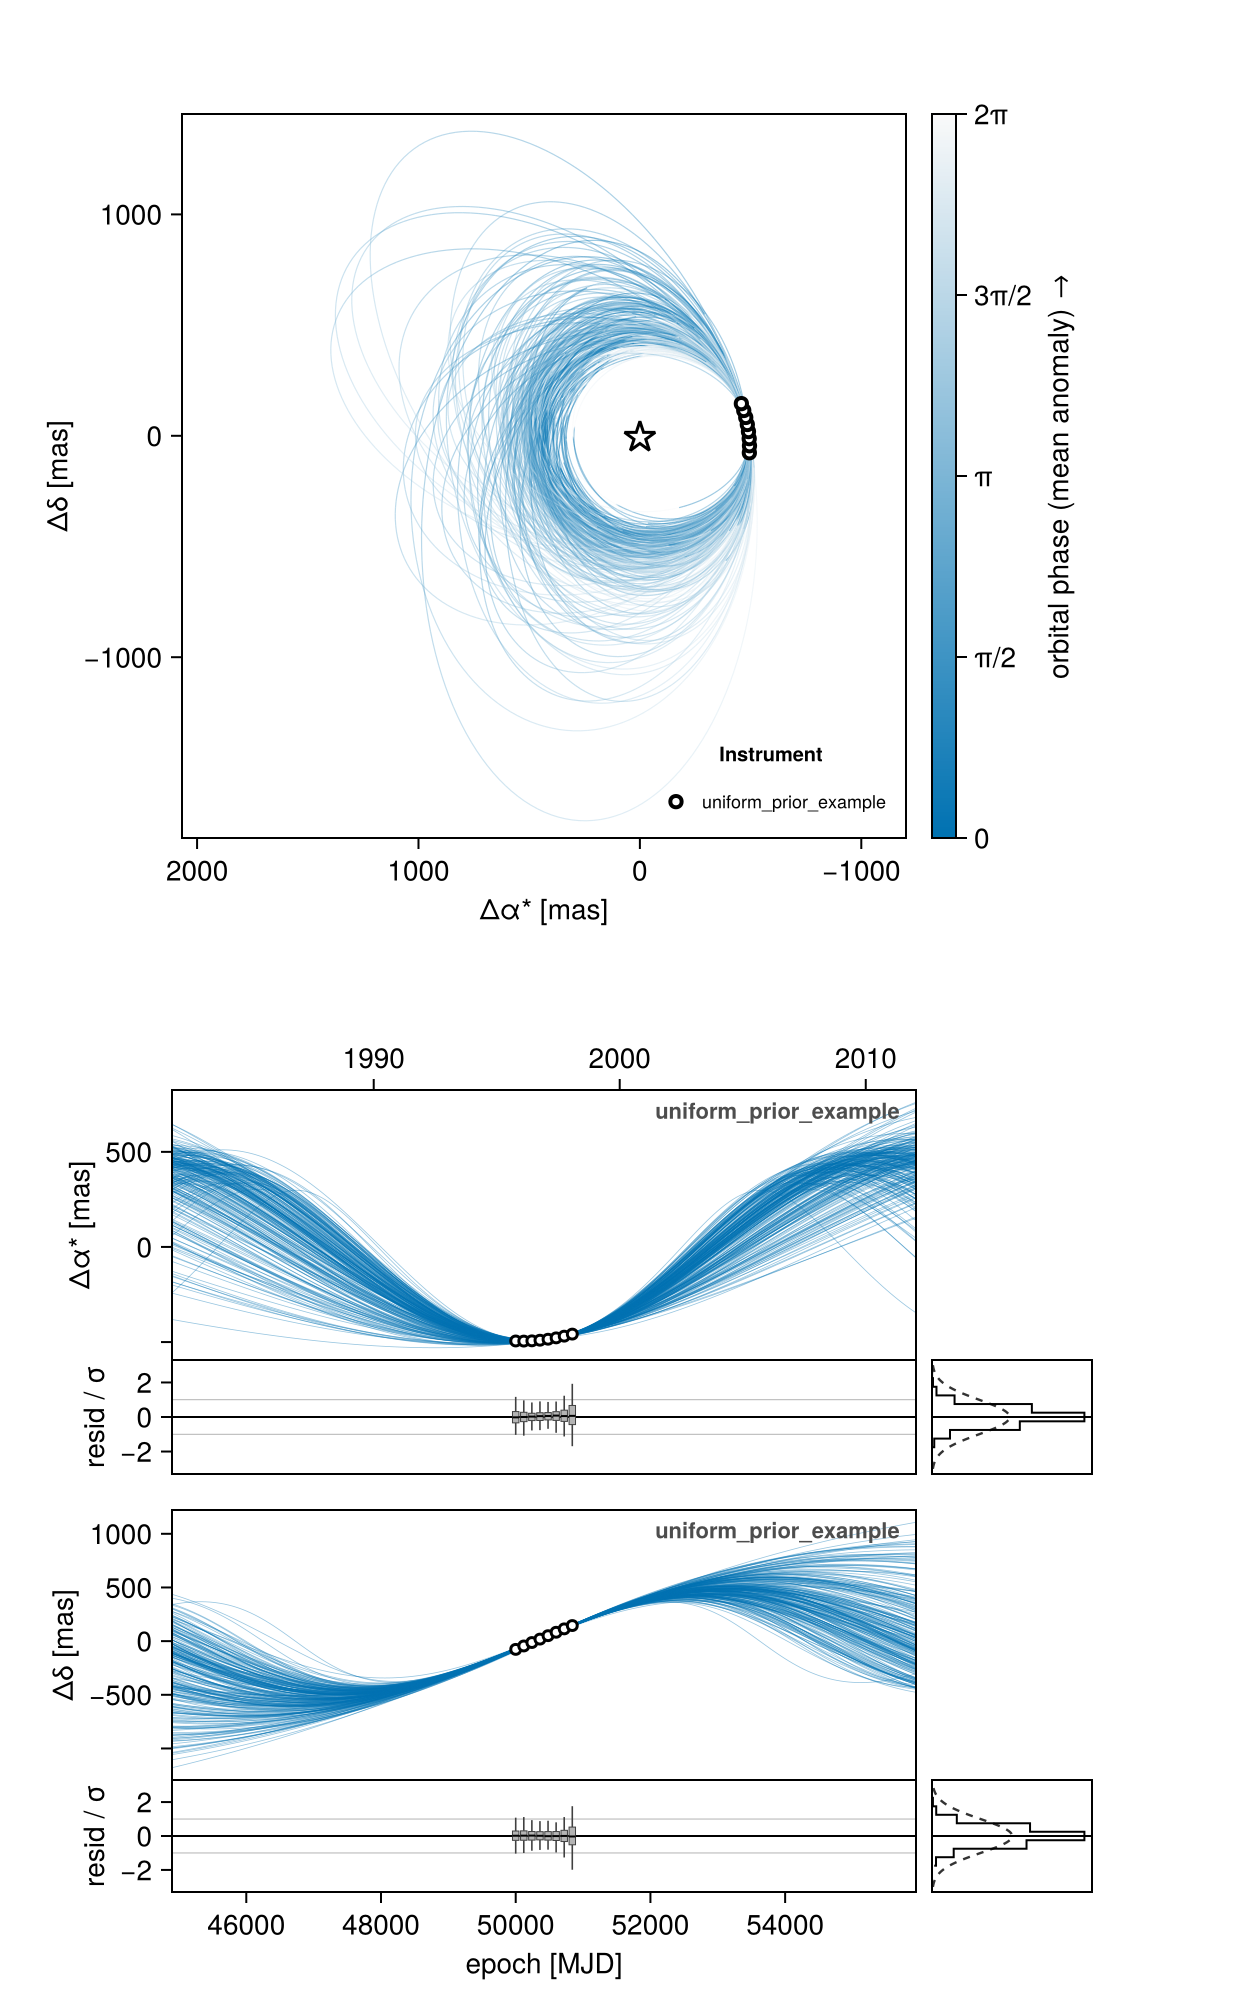 2π
3π/2
π
π/2
0
orbital phase (mean anomaly) →
1000
0
−1000
Δδ [mas]
Instrument
uniform_prior_example
2000
1000
0
−1000
Δα* [mas]
1990
2000
2010
uniform_prior_example
500
0
Δα* [mas]
2
0
−2
resid / σ
uniform_prior_example
1000
500
0
−500
Δδ [mas]
2
0
−2
resid / σ
46000
48000
50000
52000
54000
epoch [MJD]